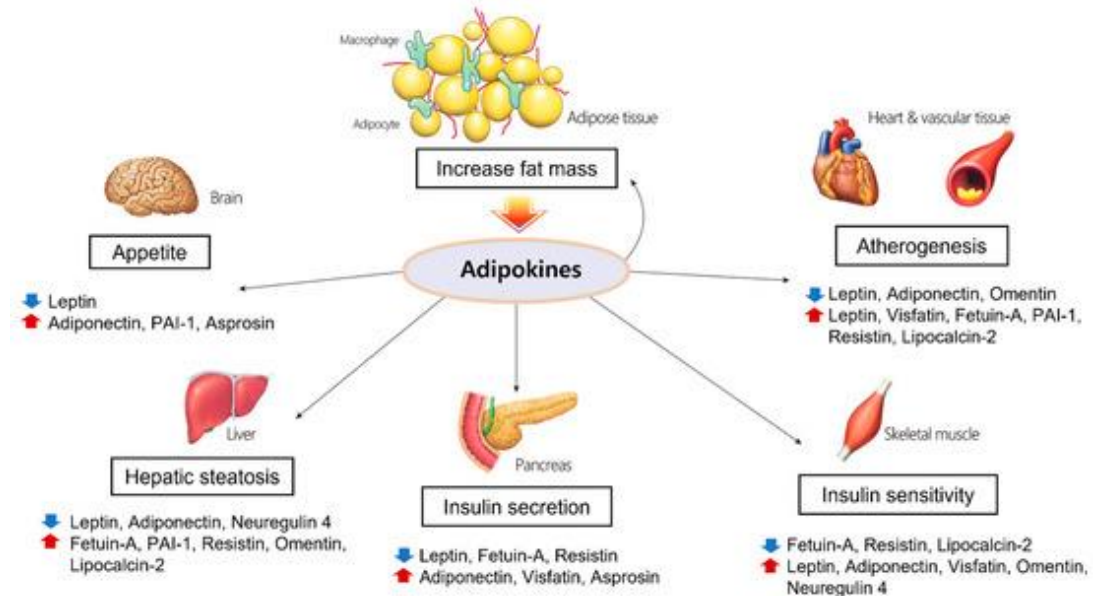 Macrophage
Adipocyte
Adipose tissue
Increase fat mass
Heart & vascular tissue
Brain
Appetite
Adipokines
Atherogenesis
Leptin
Adiponectin, PAI-1, Asprosin
Leptin, Adiponectin, Omentin
Leptin, Visfatin, Fetuin-A, PAI-1,
Resistin, Lipocalcin-2
Liver
Hepatic steatosis
Leptin, Adiponectin, Neuregulin 4
Fetuin-A, PAI-1, Resistin, Omentin,
Lipocalcin-2
Pancreas
Insulin secretion
Leptin, Fetuin-A, Resistin
Adiponectin, Visfatin, Asprosin
Skeletal muscle
Insulin sensitivity
Fetuin-A, Resistin, Lipocalcin-2
Leptin, Adiponectin, Visfatin, Omentin,
Neuregulin 4